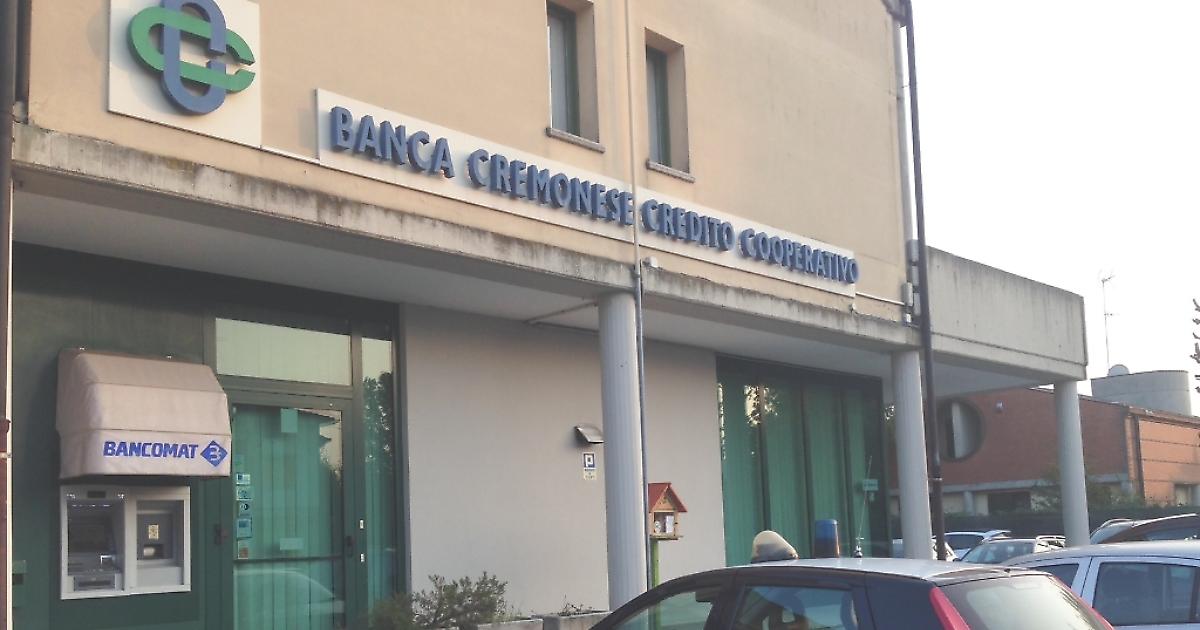 BANCA CREMONESE CREDITO COOPERATIVO
BANCOMAT
P